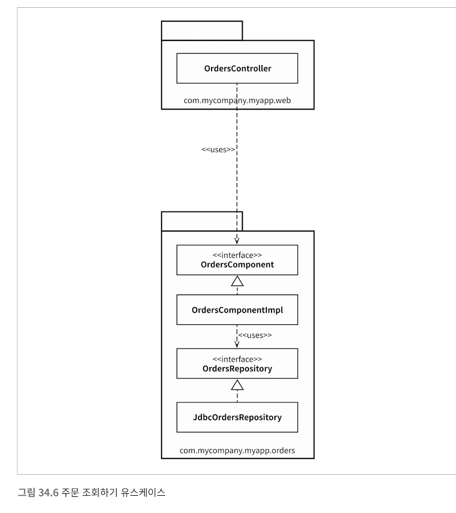 OrdersController
com.mycompany.myapp.web
<<uses>>
<<interface>>
OrdersComponent
OrdersComponentImpl
<<uses>>
<<interface>>
OrdersRepository
JdbcOrdersRepository
com.mycompany.myapp.orders
그림 34.6 주문 조회하기 유스케이스